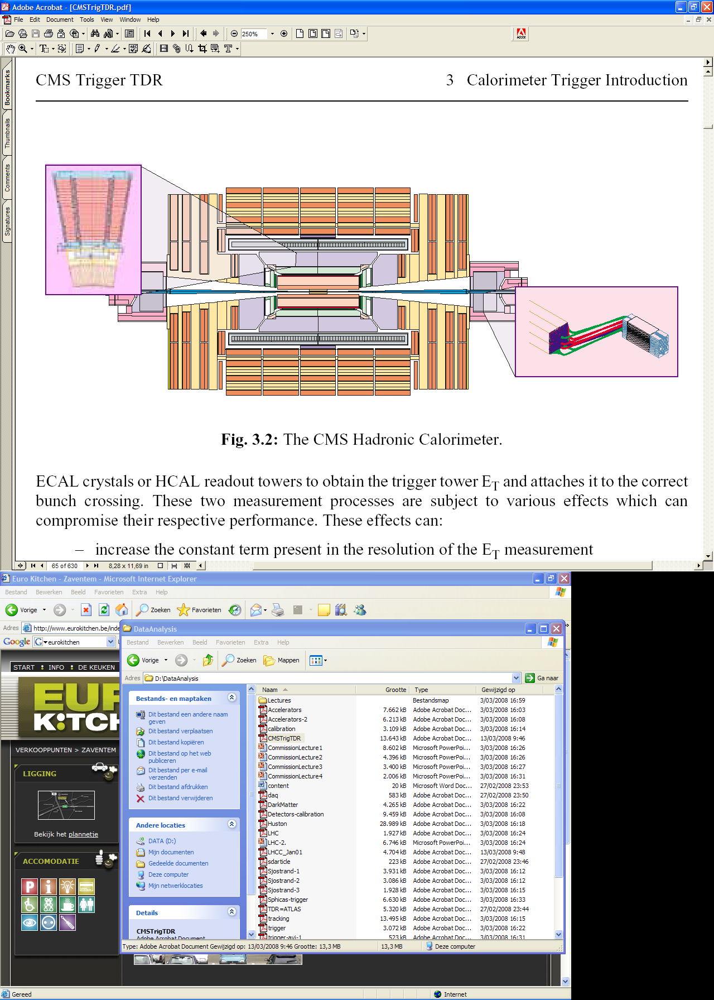 Adobe Acrobat - [CMSTrigTDR.pdf]
File Edit Document Tools View Window Help
250%
Adobe
Bookmarks
Thumbnails
Comments
Signatures
CMS Trigger TDR 3 Calorimeter Trigger Introduction
Fig. 3.2: The CMS Hadronic Calorimeter.
ECAL crystals or HCAL readout towers to obtain the trigger tower ET and attaches it to the correct
bunch crossing. These two measurement processes are subject to various effects which can
compromise their respective performance. These effects can:
– increase the constant term present in the resolution of the ET measurement
65 of 630 8,28 x 11,69 in
Euro Kitchen - Zaventem - Microsoft Internet Explorer
Bestand Bewerken Beeld Favorieten Extra Help
Vorige Zoeken Favorieten
Adres http://www.eurokitchen.be/inde
Google G eurokitchen
START INFO DE KEUKEN
EUR
K:TCH
VERKOOPPUNTEN > ZAVENTEM
LIGGING
Bekijk het plannetje
ACCOMODATIE
P i
DataAnalysis
Bestand Bewerken Beeld Favorieten Extra Help
Vorige Zoeken Mappen
Adres D:\DataAnalysis Ga naar
Bestands- en maptaken
Dit bestand een andere naam
geven
Dit bestand verplaatsen
Dit bestand kopiëren
Dit bestand op het web
publiceren
Dit bestand per e-mail
verzenden
Dit bestand afdrukken
Dit bestand verwijderen
Andere locaties
DATA (D:)
Mijn documenten
Gedeelde documenten
Deze computer
Mijn netwerklocaties
Details
CMSTrigTDR
Adobe Acrobat Document
Naam Grootte Type Gewijzigd op
Lectures Bestandsmap 3/03/2008 16:59
Accelerators 7.662 kB Adobe Acrobat Doc... 3/03/2008 16:03
Accelerators-2 6.213 kB Adobe Acrobat Doc... 3/03/2008 16:08
calibration 3.109 kB Adobe Acrobat Doc... 3/03/2008 16:14
CMSTrigTDR 13.643 kB Adobe Acrobat Doc... 13/03/2008 9:46
CommissionLecture1 8.602 kB Microsoft PowerPoi... 3/03/2008 16:26
CommissionLecture2 4.396 kB Microsoft PowerPoi... 3/03/2008 16:26
CommissionLecture3 3.400 kB Microsoft PowerPoi... 3/03/2008 16:27
CommissionLecture4 2.006 kB Microsoft PowerPoi... 3/03/2008 16:31
content 20 kB Microsoft Word Doc... 27/02/2008 23:53
daq 583 kB Adobe Acrobat Doc... 27/02/2008 23:50
DarkMatter 4.265 kB Adobe Acrobat Doc... 3/03/2008 16:22
Detectors-calibration 9.459 kB Adobe Acrobat Doc... 3/03/2008 16:08
Huston 28.989 kB Adobe Acrobat Doc... 3/03/2008 16:18
LHC 1.927 kB Adobe Acrobat Doc... 3/03/2008 16:24
LHC-2. 6.746 kB Microsoft PowerPoi... 3/03/2008 16:24
LHCC_Jan01 4.704 kB Adobe Acrobat Doc... 13/03/2008 9:48
sdarticle 223 kB Adobe Acrobat Doc... 27/02/2008 23:46
Sjostrand-1 3.931 kB Adobe Acrobat Doc... 3/03/2008 16:12
Sjostrand-2 3.086 kB Adobe Acrobat Doc... 3/03/2008 16:12
Sjostrand-3 1.928 kB Adobe Acrobat Doc... 3/03/2008 16:15
Sphicas-trigger 6.630 kB Adobe Acrobat Doc... 3/03/2008 16:33
TDR=ATLAS 5.320 kB Adobe Acrobat Doc... 27/02/2008 23:44
tracking 13.495 kB Adobe Acrobat Doc... 3/03/2008 16:15
trigger 3.072 kB Adobe Acrobat Doc... 3/03/2008 16:22
trigger-avi-1 523 kB Adobe Acrobat Doc... 3/03/2008 16:31
Type: Adobe Acrobat Document Gewijzigd op: 13/03/2008 9:46 Grootte: 13,3 MB 13,3 MB Deze computer
Gereed Internet